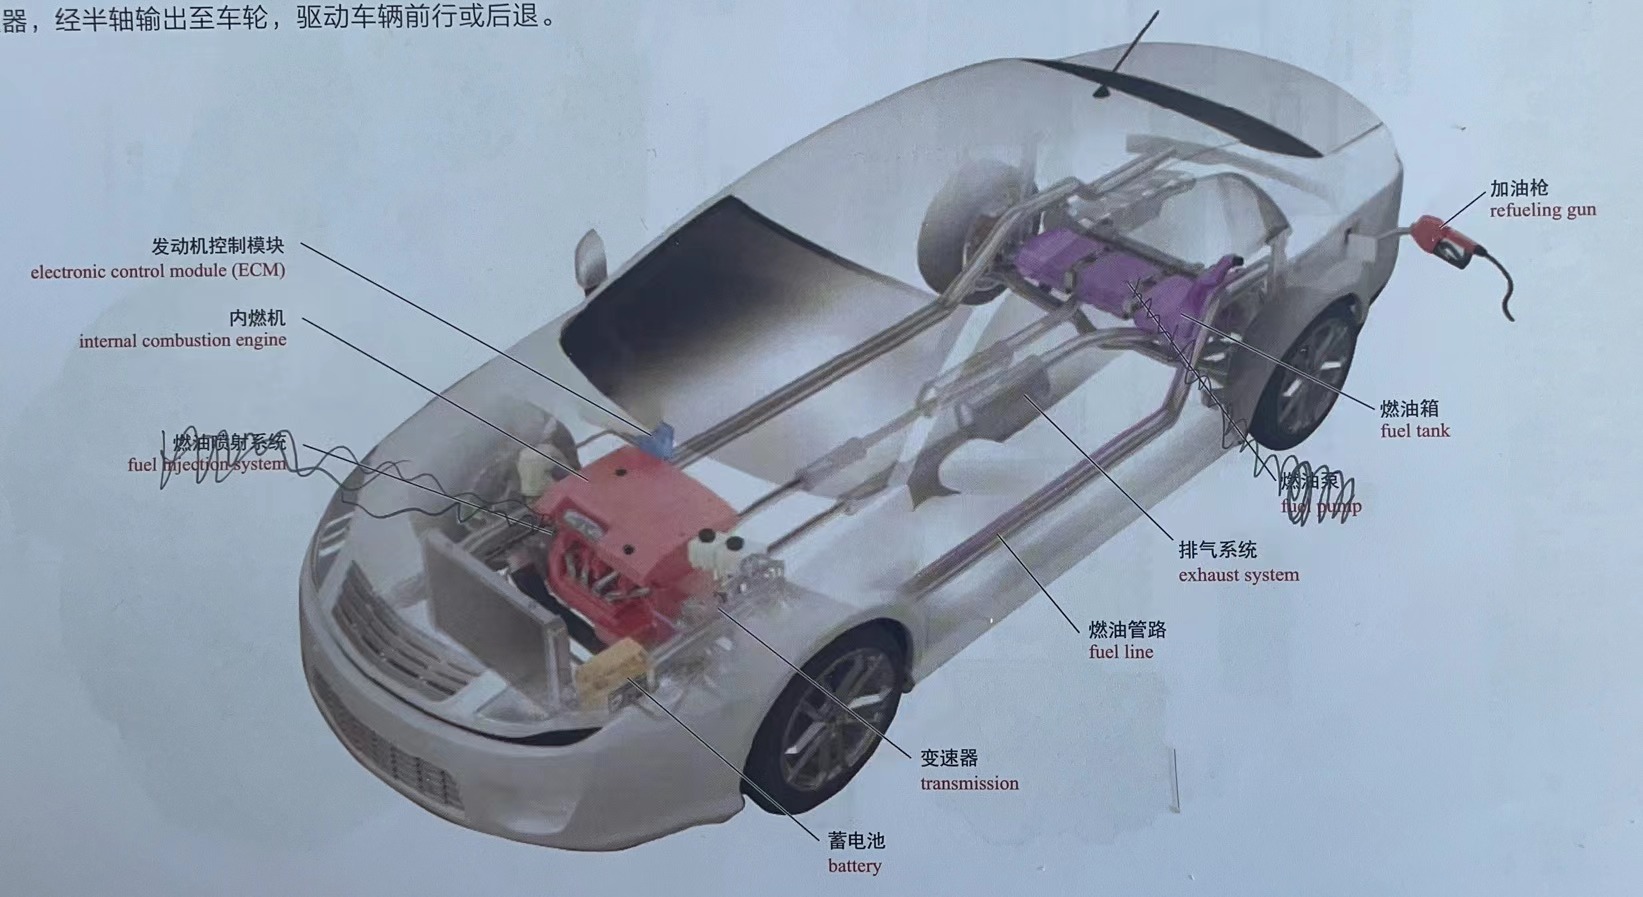 器，经半轴输出至车轮，驱动车辆前行或后退。
加油枪
refueling gun
发动机控制模块
electronic control module (ECM)
内燃机
internal combustion engine
燃油喷射系统
fuel injection system
燃油箱
fuel tank
燃油泵
fuel pump
排气系统
exhaust system
燃油管路
fuel line
变速器
transmission
蓄电池
battery